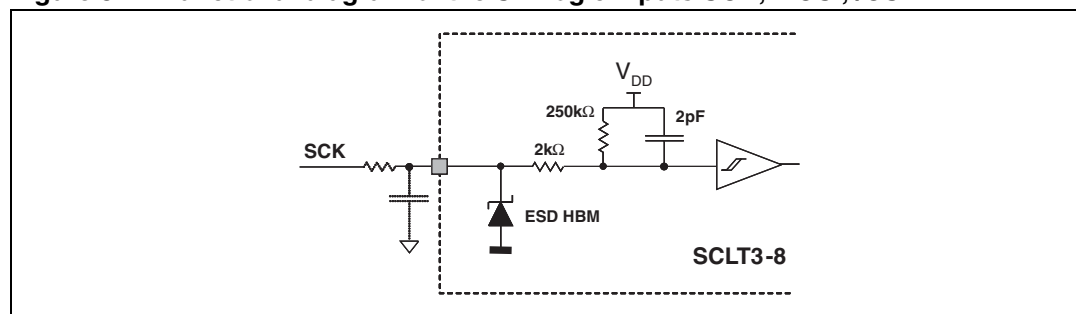 V_DD
250kΩ
2pF
SCK
2kΩ
ESD HBM
SCLT3-8